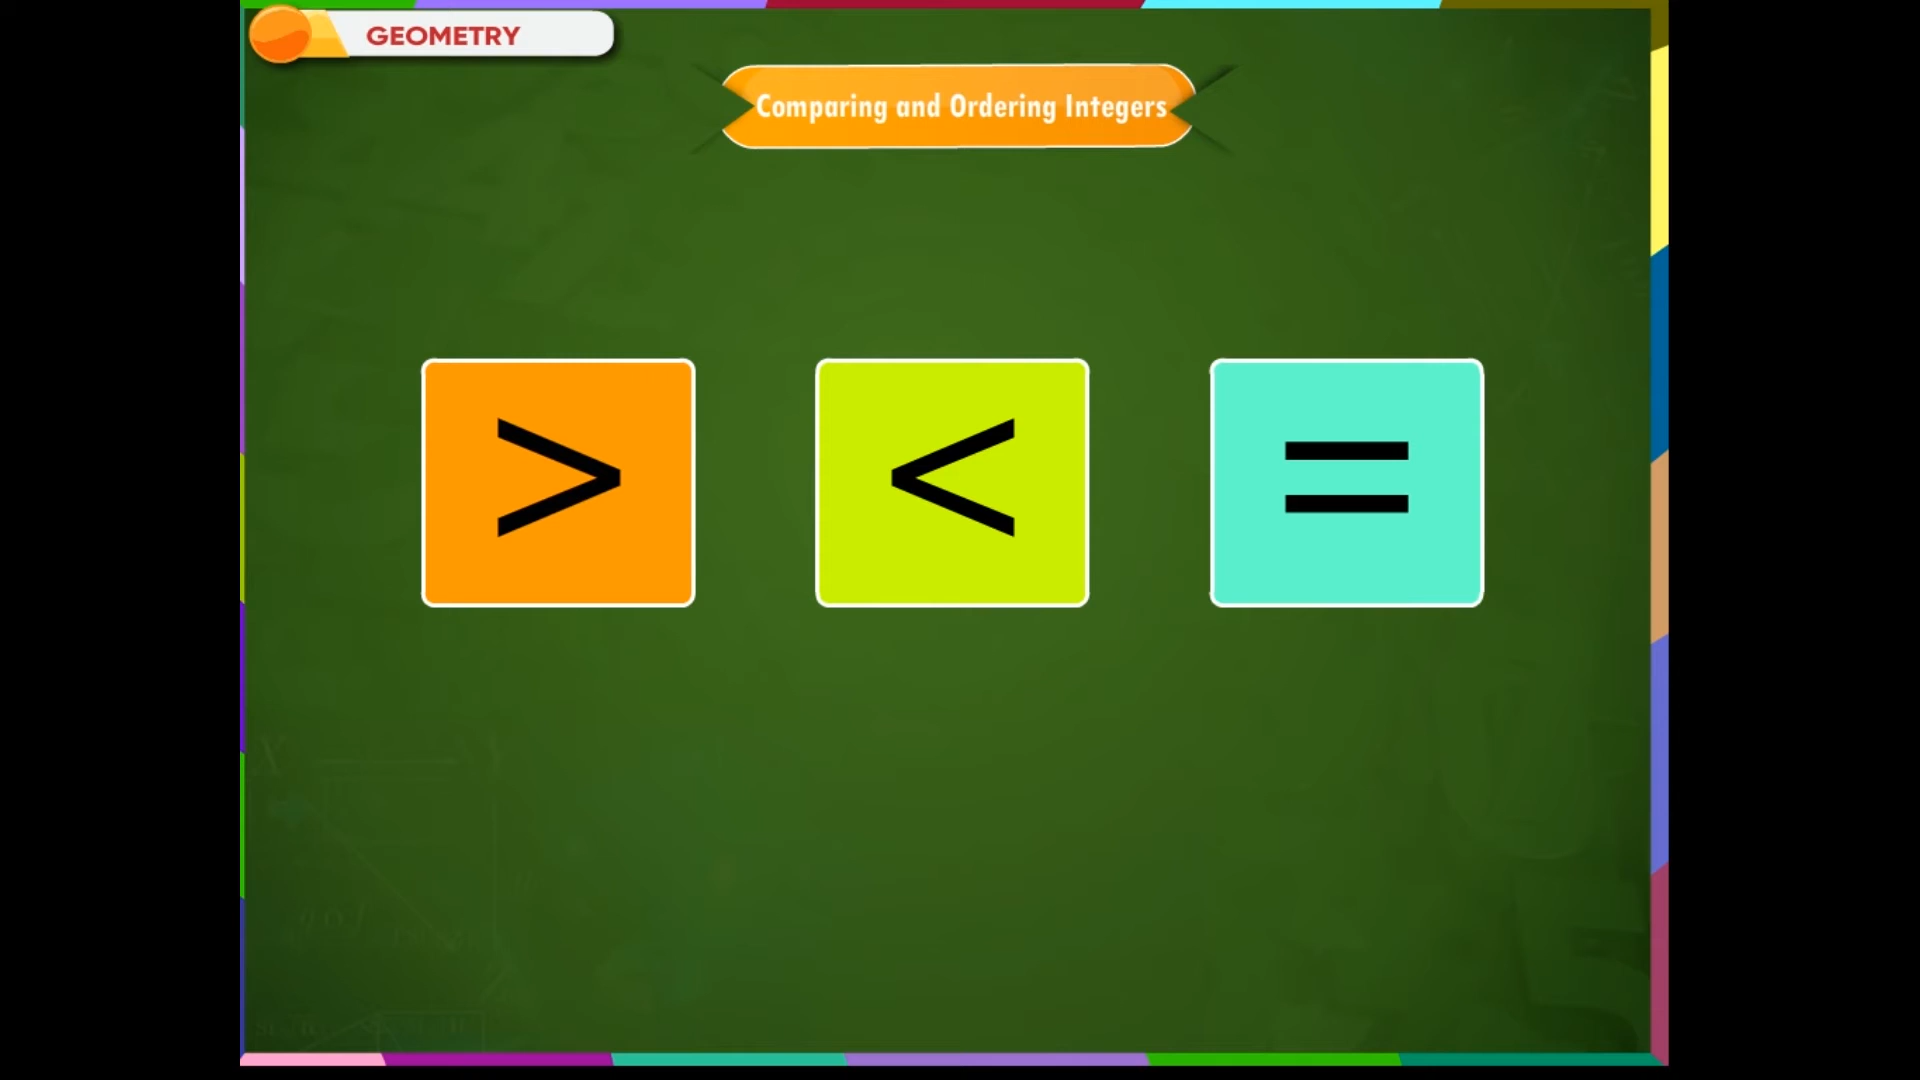 GEOMETRY
Comparing and Ordering Integers
> < =